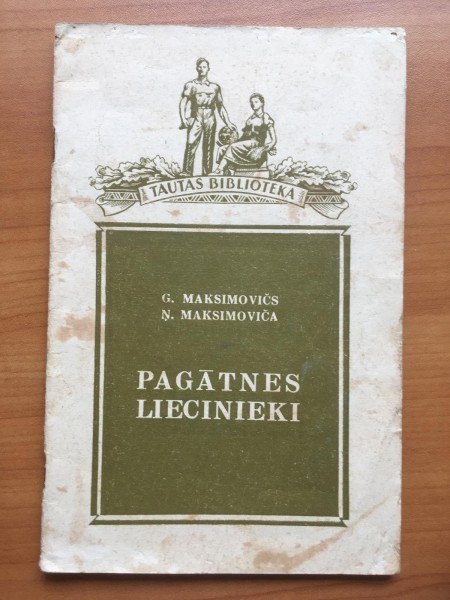 TAUTAS BIBLIOTEKA
G. MAKSIMOVIČS
Ņ. MAKSIMOVIČA
PAGĀTNES
LIECINIEKI